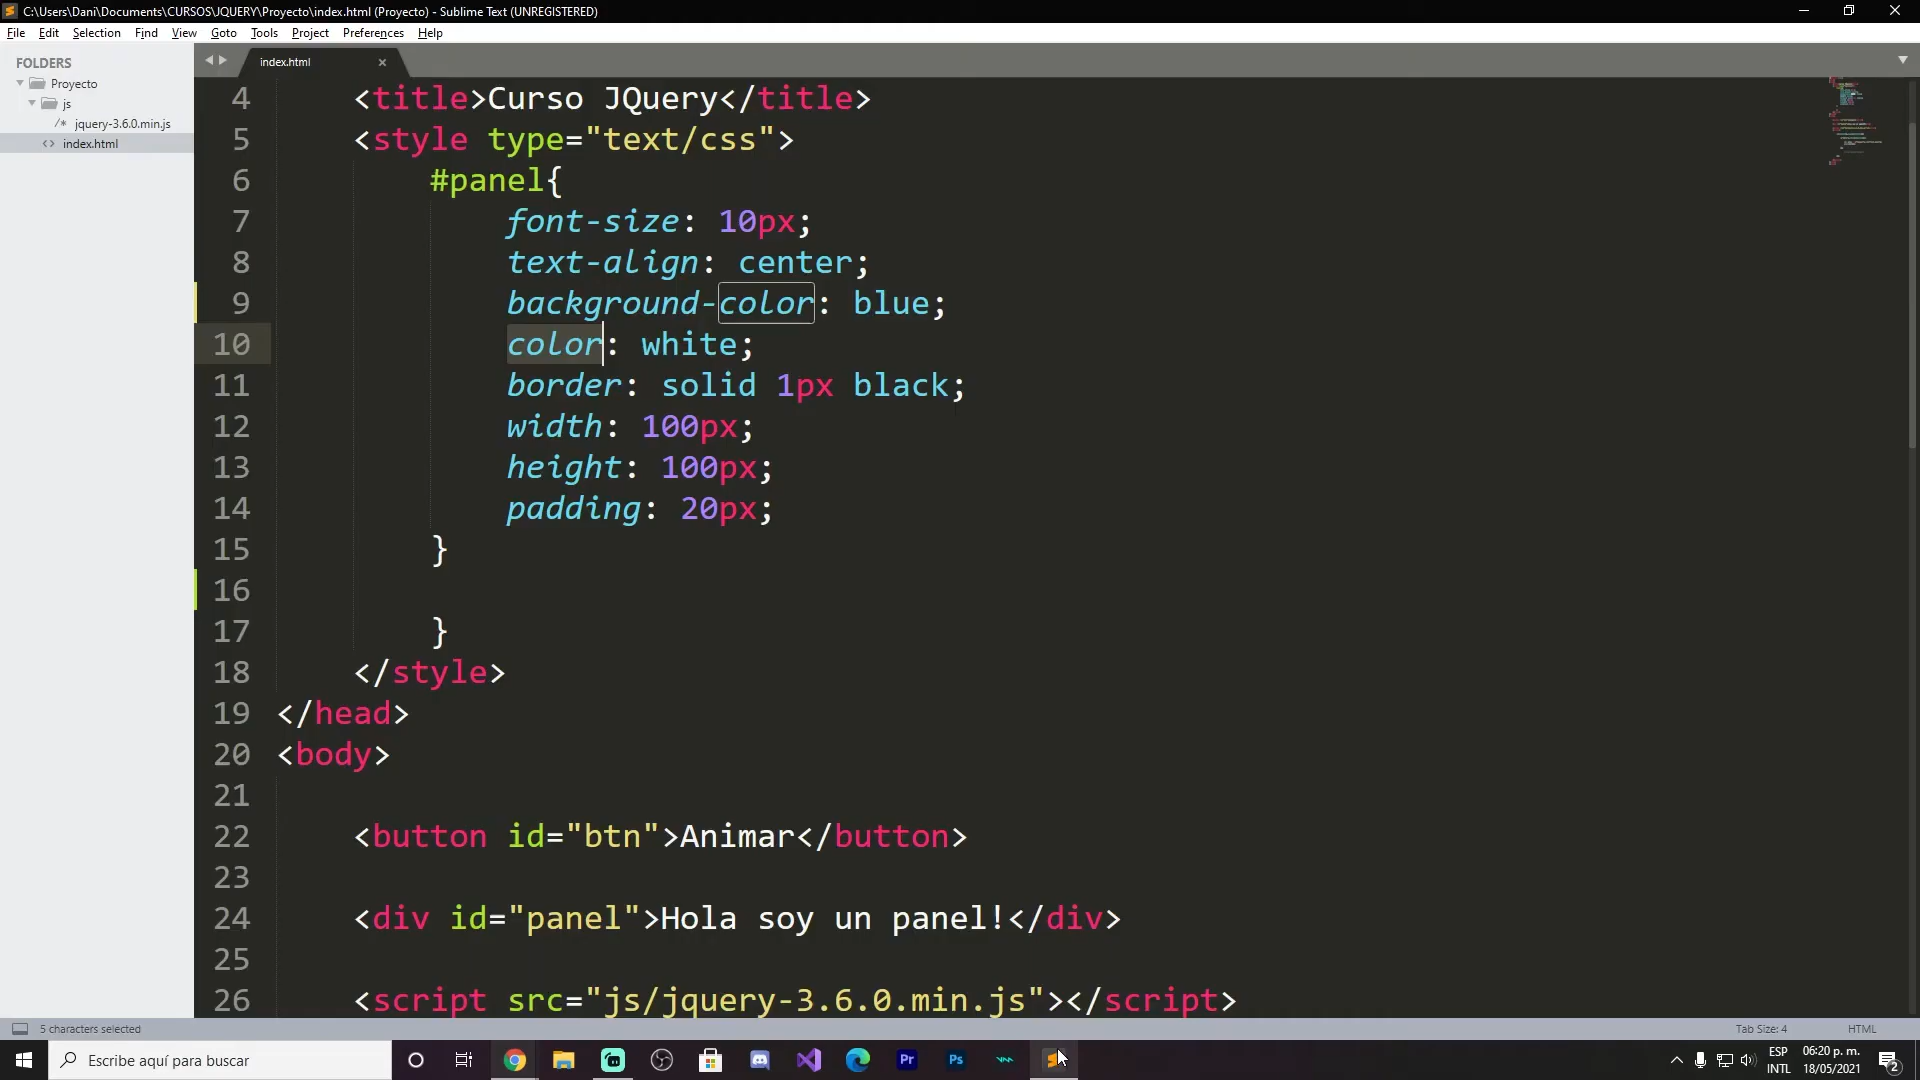 C:\Users\Dani\Documents\CURSOS\JQUERY\Proyecto\index.html (Proyecto) - Sublime Text (UNREGISTERED)
File Edit Selection Find View Goto Tools Project Preferences Help
FOLDERS
Proyecto
js
/* jquery-3.6.0.min.js
<> index.html
index.html
4 <title>Curso JQuery</title>
5 <style type="text/css">
6 #panel{
7 font-size: 10px;
8 text-align: center;
9 background-color: blue;
10 color: white;
11 border: solid 1px black;
12 width: 100px;
13 height: 100px;
14 padding: 20px;
15 }
16
17 }
18 </style>
19 </head>
20 <body>
21
22 <button id="btn">Animar</button>
23
24 <div id="panel">Hola soy un panel!</div>
25
26 <script src="js/jquery-3.6.0.min.js"></script>
5 characters selected
Tab Size: 4
HTML
Escribe aquí para buscar
Pr
Ps
ESP
INTL
06:20 p. m.
18/05/2021
2